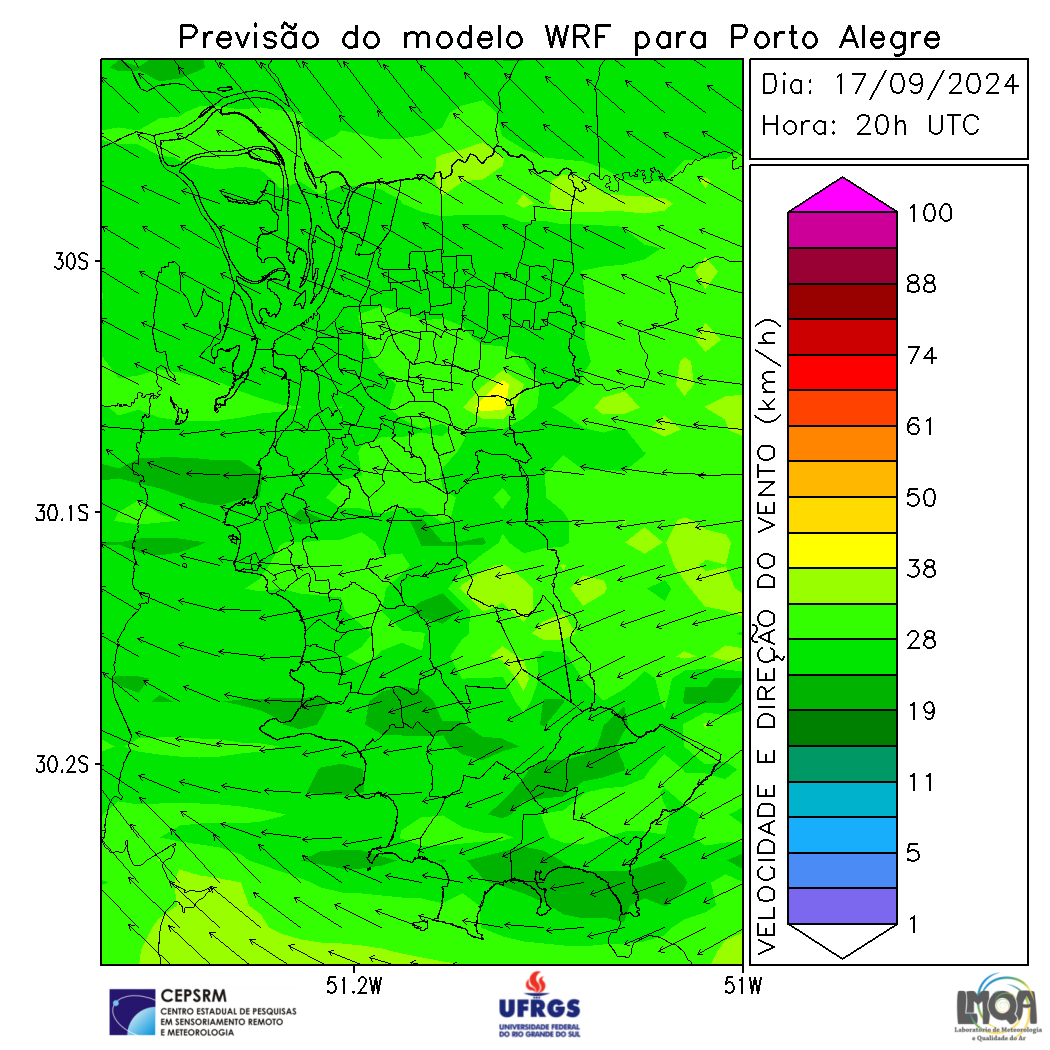 Previsão do modelo WRF para Porto Alegre
Dia: 17/09/2024
Hora: 20h UTC
30S
30.1S
30.2S
51.2W
51W
VELOCIDADE E DIREÇÃO DO VENTO (km/h)
100
88
74
61
50
38
28
19
11
5
1
CEPSRM
CENTRO ESTADUAL DE PESQUISAS
EM SENSORIAMENTO REMOTO
E METEOROLOGIA
UFRGS
UNIVERSIDADE FEDERAL
DO RIO GRANDE DO SUL
LMQA
Laboratório de Meteorologia
e Qualidade do Ar